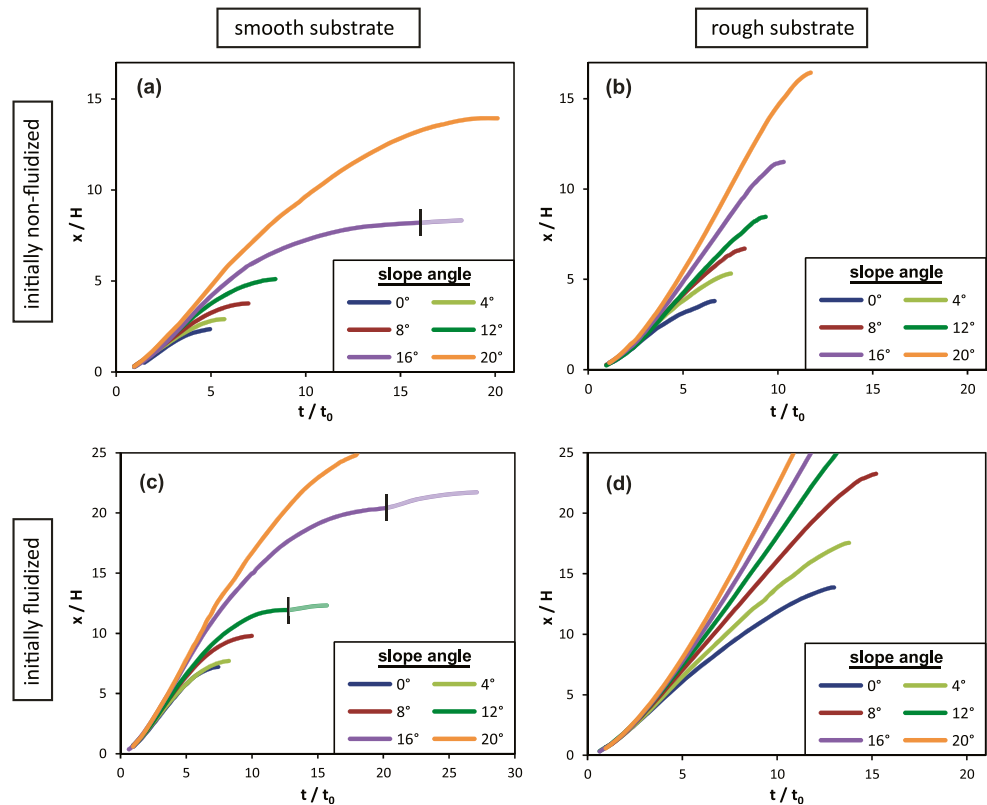 smooth substrate
rough substrate
initially non-fluidized
initially fluidized
(a)
x / H
15
10
5
0
0 5 10 15 20
t / t0
slope angle
0° 4°
8° 12°
16° 20°
(b)
x / H
15
10
5
0
0 5 10 15 20
t / t0
slope angle
0° 4°
8° 12°
16° 20°
(c)
x / H
25
20
15
10
5
0
0 5 10 15 20 25 30
t / t0
slope angle
0° 4°
8° 12°
16° 20°
(d)
x / H
25
20
15
10
5
0
0 5 10 15 20
t / t0
slope angle
0° 4°
8° 12°
16° 20°